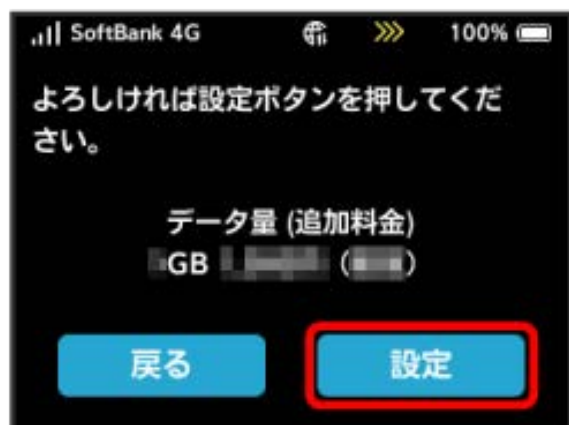 SoftBank 4G 100%
よろしければ設定ボタンを押してくだ
さい。
データ量 (追加料金)
GB ( )
戻る 設定